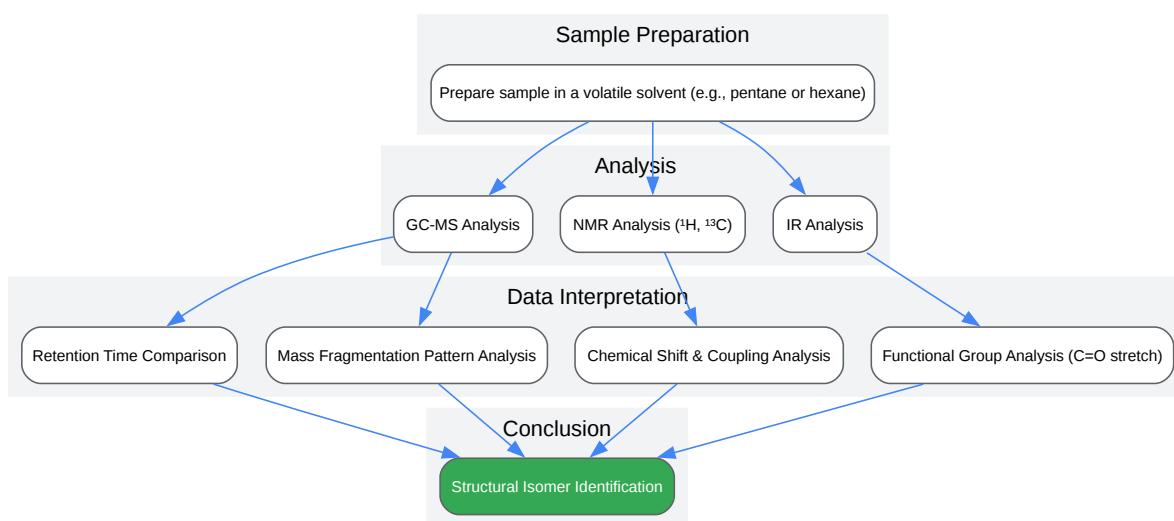 Sample Preparation
Prepare sample in a volatile solvent (e.g., pentane or hexane)
Analysis
GC-MS Analysis
NMR Analysis (¹H, ¹³C)
IR Analysis
Data Interpretation
Retention Time Comparison
Mass Fragmentation Pattern Analysis
Chemical Shift & Coupling Analysis
Functional Group Analysis (C=O stretch)
Conclusion
Structural Isomer Identification